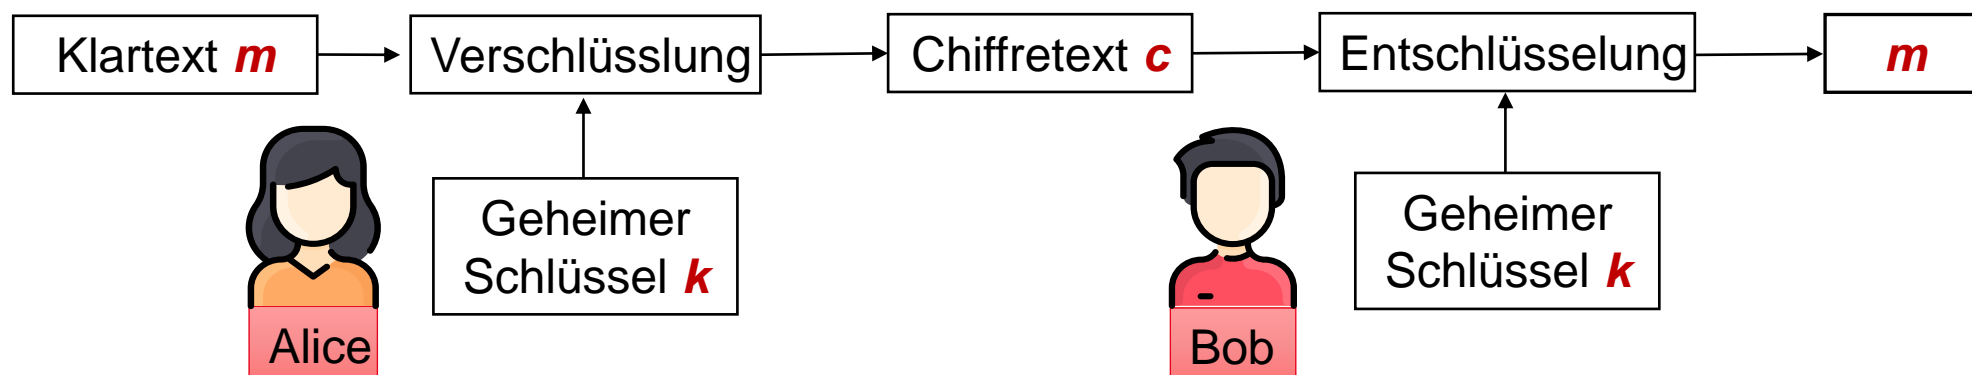 Klartext m
Verschlüsslung
Chiffretext c
Entschlüsselung
m
Geheimer
Schlüssel k
Geheimer
Schlüssel k
Alice
Bob